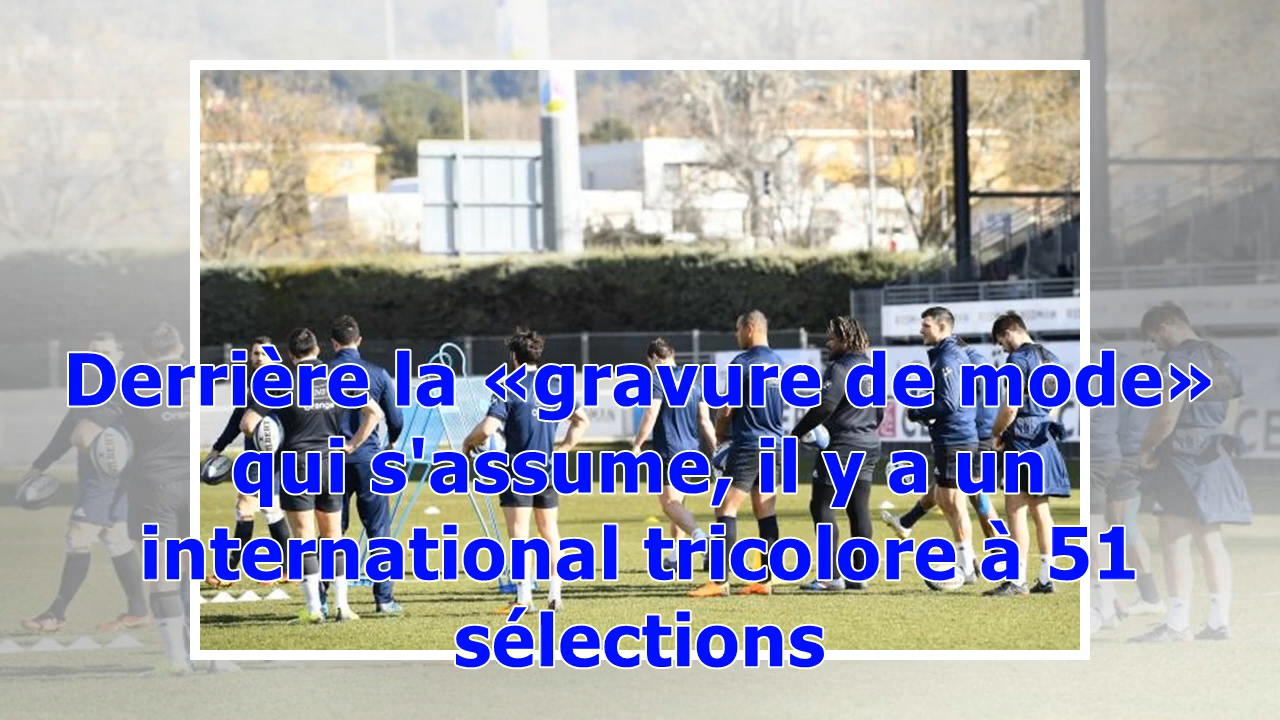 Derrière la «gravure de mode»
qui s'assume, il y a un
international tricolore à 51
sélections